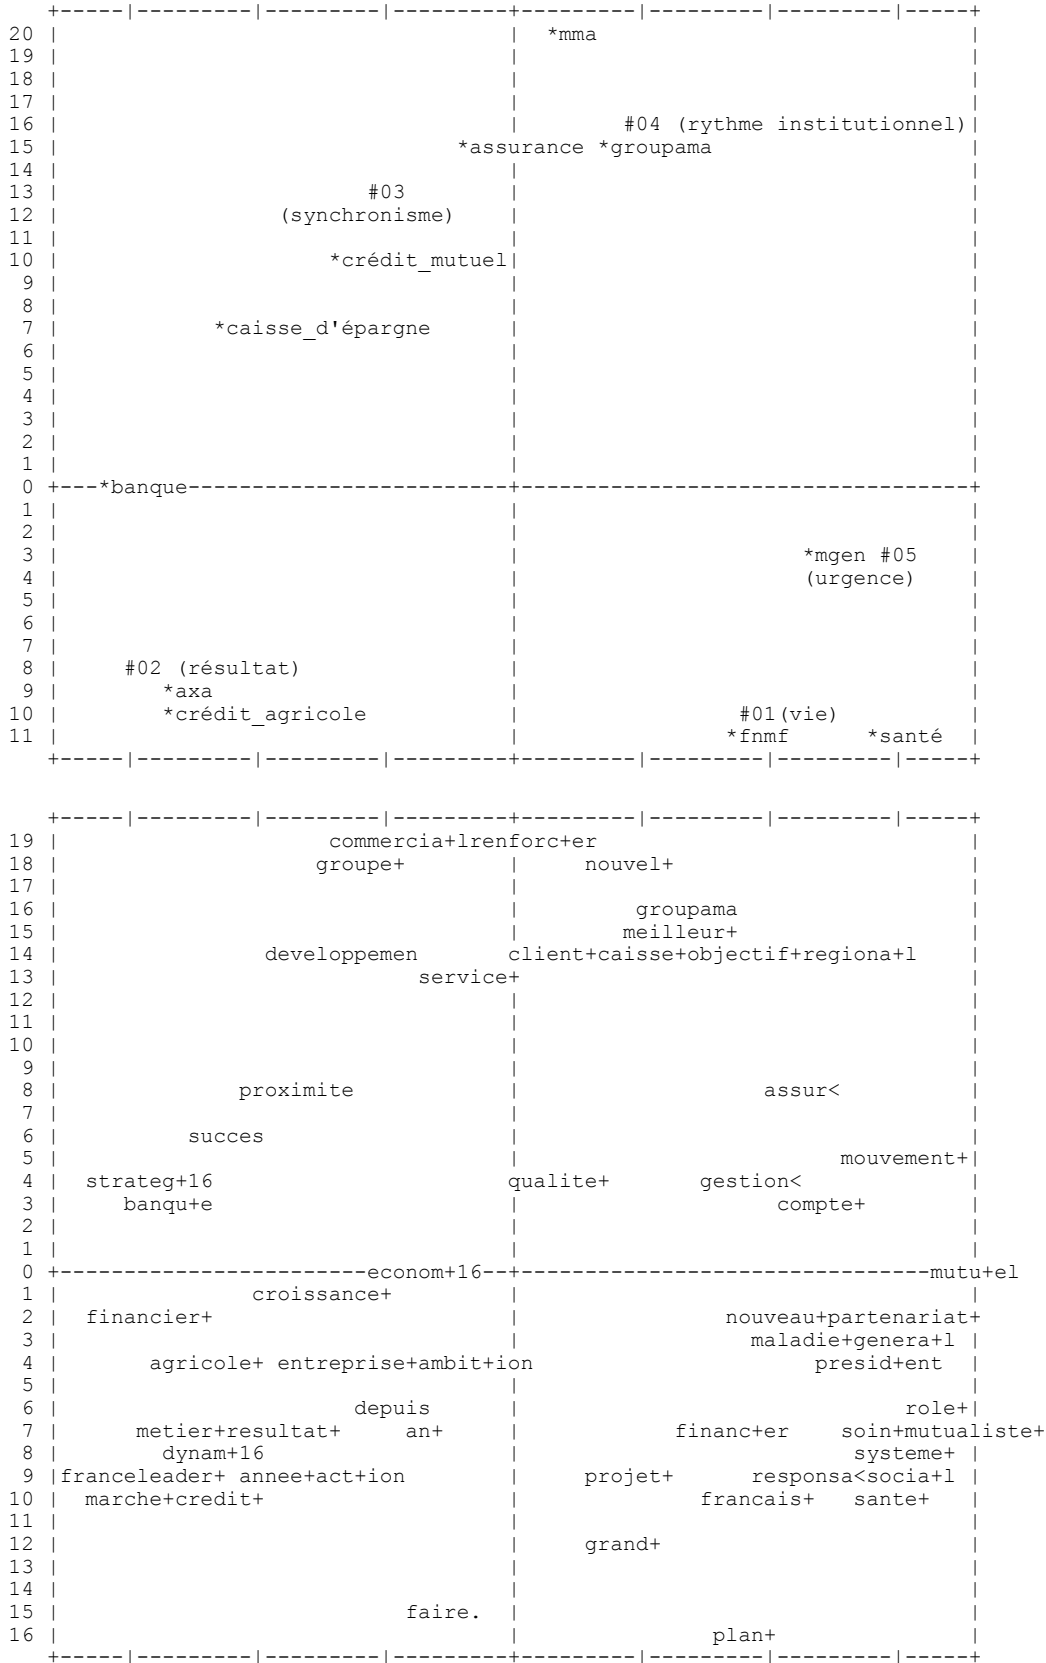 +-----|---------|---------|---------+---------|---------|---------|-----+
20 | | *mma |
19 | | |
18 | | |
17 | | |
16 | | #04 (rythme institutionnel)|
15 | *assurance *groupama |
14 | | |
13 | #03 | |
12 | (synchronisme) | |
11 | | |
10 | *crédit_mutuel| |
9 | | |
8 | | |
7 | *caisse_d'épargne | |
6 | | |
5 | | |
4 | | |
3 | | |
2 | | |
1 | | |
0 +---*banque--------------------------+-----------------------------------+
1 | | |
2 | | |
3 | | *mgen #05 |
4 | | (urgence) |
5 | | |
6 | | |
7 | | |
8 | #02 (résultat) | |
9 | *axa | |
10 | *crédit_agricole | #01(vie) |
11 | | *fnmf *santé |
+-----|---------|---------|---------+---------|---------|---------|-----+
+-----|---------|---------|---------+---------|---------|---------|-----+
19 | commercia+lrenforc+er |
18 | groupe+ | nouvel+ |
17 | | |
16 | | groupama |
15 | | meilleur+ |
14 | developpemen client+caisse+objectif+regiona+l |
13 | service+ |
12 | | |
11 | | |
10 | | |
9 | | |
8 | proximite | assur< |
7 | | |
6 | succes | |
5 | | mouvement+|
4 | strateg+16 qualite+ gestion< |
3 | banqu+e | compte+ |
2 | | |
1 | | |
0 +------------------------econom+16--+--------------------------------mutu+el
1 | croissance+ | |
2 | financier+ | nouveau+partenariat+
3 | | maladie+genera+l |
4 | agricole+ entreprise+ambit+ion presid+ent |
5 | | |
6 | depuis | role+|
7 | metier+resultat+ an+ | financ+er soin+mutualiste+
8 | dynam+16 | systeme+ |
9 |franceleader+ annee+act+ion | projet+ responsa<socia+l |
10 | marche+credit+ | francais+ sante+ |
11 | | |
12 | | grand+ |
13 | | |
14 | | |
15 | faire. | |
16 | | plan+ |
+-----|---------|---------|---------+---------|---------|---------|-----+